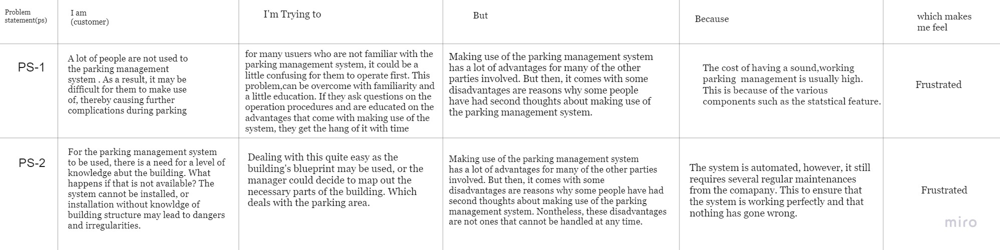 Problem
statement(ps)
I am
(customer)
I'm Trying to
But
Because
which makes
me feel
PS-1
A lot of people are not used to
the parking management
system . As a result, it may be
difficult for them to make use
of, thereby causing further
complications during parking
for many usuers who are not familiar with the
parking management system, it could be a
little confusing for them to operate first. This
problem,can be overcome with familiarity and
a little education. If they ask questions on the
operation procedures and are educated on the
advantages that come with making use of the
system, they get the hang of it with time
Making use of the parking management system
has a lot of advantages for many of the other
parties involved. But then, it comes with some
disadvantages are reasons why some people
have had second thoughts about making use of
the parking management system.
The cost of having a sound,working
parking  management is usually high.
This is because of the various
components such as the statstical feature.
Frustrated
PS-2
For the parking management system
to be used, there is a need for a level of
knowledge abut the building. What
happens if that is not available? The
system cannot be installed, or
installation without knowldge of
building structure may lead to dangers
and irregularities.
Dealing with this quite easy as the
building's blueprint may be used, or the
manager could decide to map out the
necessary parts of the building. Which
deals with the parking area.
Making use of the parking management system
has a lot of advantages for many of the other parties
involved. But then, it comes with some
disadvantages are reasons why some people have had
second thoughts about making use of the parking
management system. Nontheless, these disadvantages
are not ones that cannot be handled at any time.
The system is automated, however, it still
requires several regular maintenances
from the comapany. This to ensure that
the system is working perfectly and that
nothing has gone wrong.
Frustrated
miro